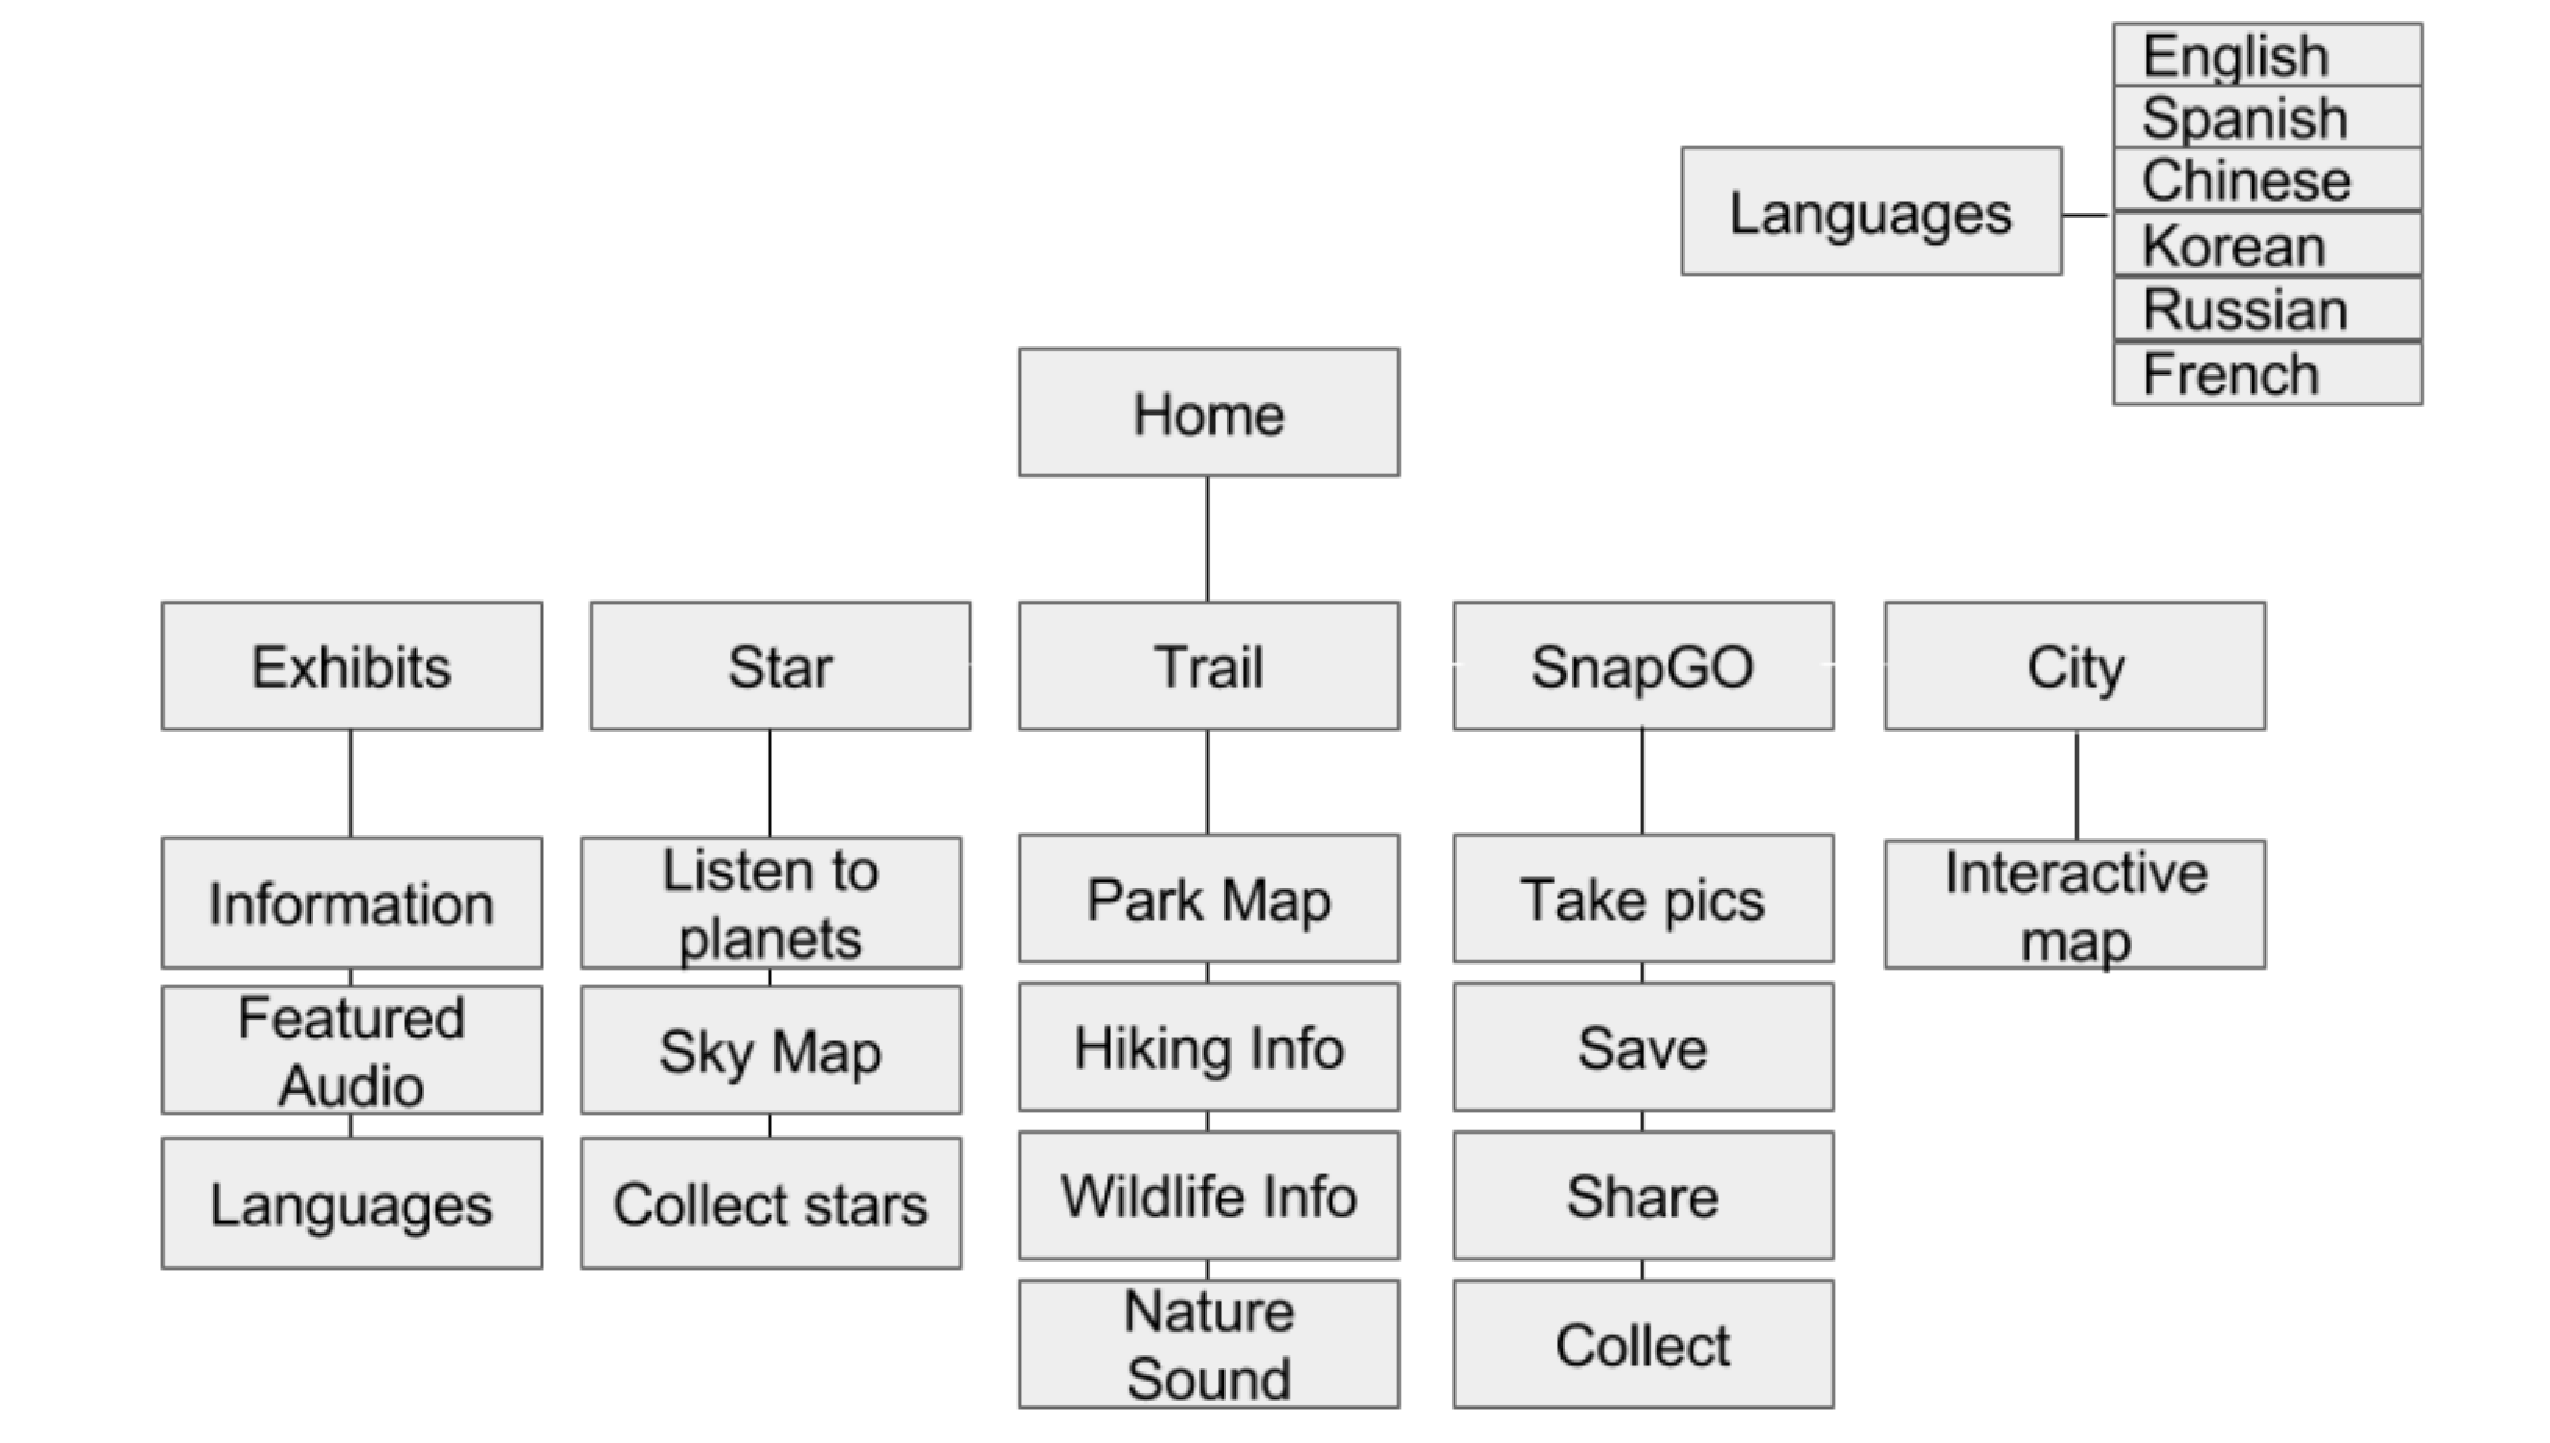 English
Spanish
Chinese
Languages
Korean
Russian
French
Home
Exhibits
Star
Trail
SnapGO
City
Information
Listen to
planets
Park Map
Take pics
Interactive
map
Featured
Audio
Sky Map
Hiking Info
Save
Languages
Collect stars
Wildlife Info
Share
Nature
Sound
Collect